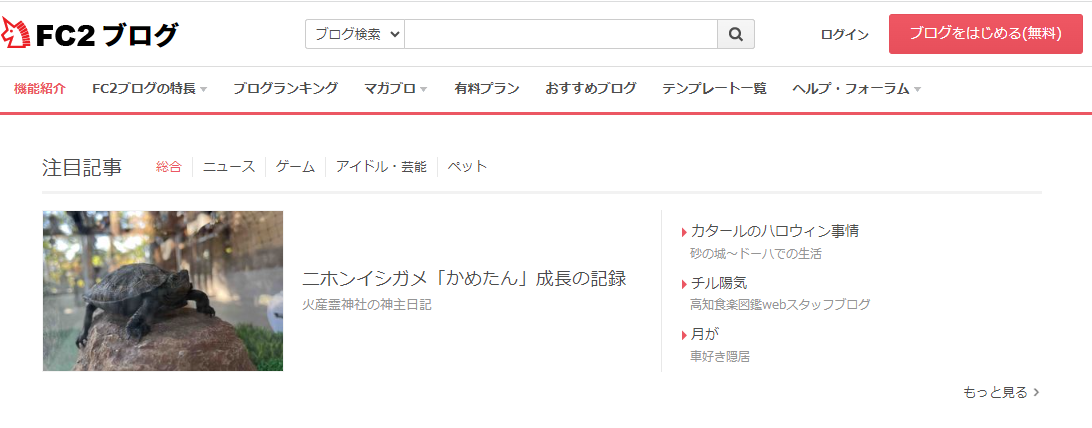 FC2 ブログ
ブログ検索
ログイン
ブログをはじめる(無料)
機能紹介 FC2ブログの特長 ブログランキング マガブロ 有料プラン おすすめブログ テンプレート一覧 ヘルプ・フォーラム
注目記事 総合 ニュース ゲーム アイドル・芸能 ペット
ニホンイシガメ「かめたん」成長の記録
火産霊神社の神主日記
カタールのハロウィン事情
砂の城〜ドーハでの生活
チル陽気
高知食楽図鑑webスタッフブログ
月が
車好き隠居
もっと見る